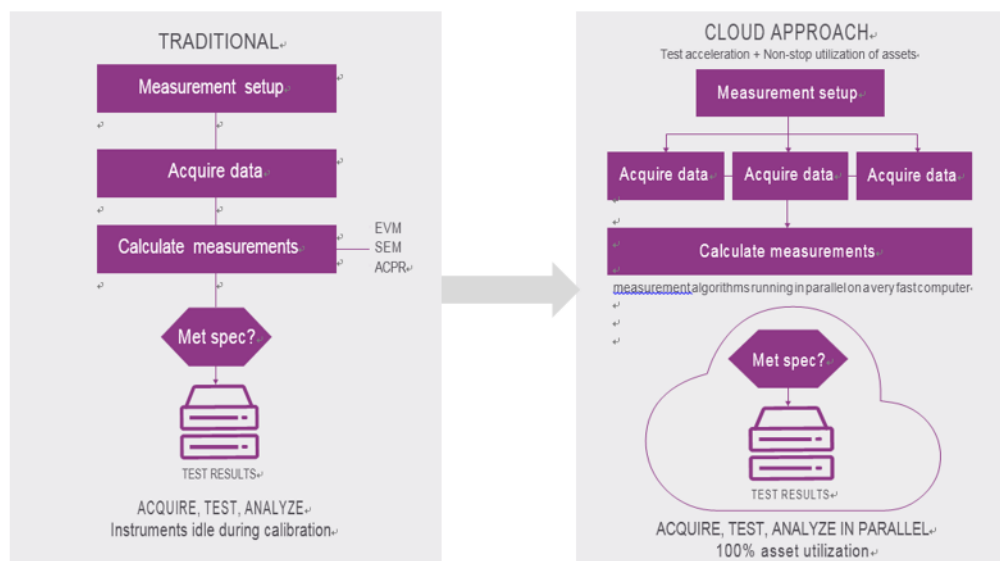 TRADITIONAL
Measurement setup
Acquire data
Calculate measurements
EVM
SEM
ACPR
Met spec?
TEST RESULTS
ACQUIRE, TEST, ANALYZE
Instruments idle during calibration
CLOUD APPROACH
Test acceleration + Non-stop utilization of assets
Measurement setup
Acquire data
Acquire data
Acquire data
Calculate measurements
measurement algorithms running in parallel on a very fast computer
Met spec?
TEST RESULTS
ACQUIRE, TEST, ANALYZE IN PARALLEL
100% asset utilization